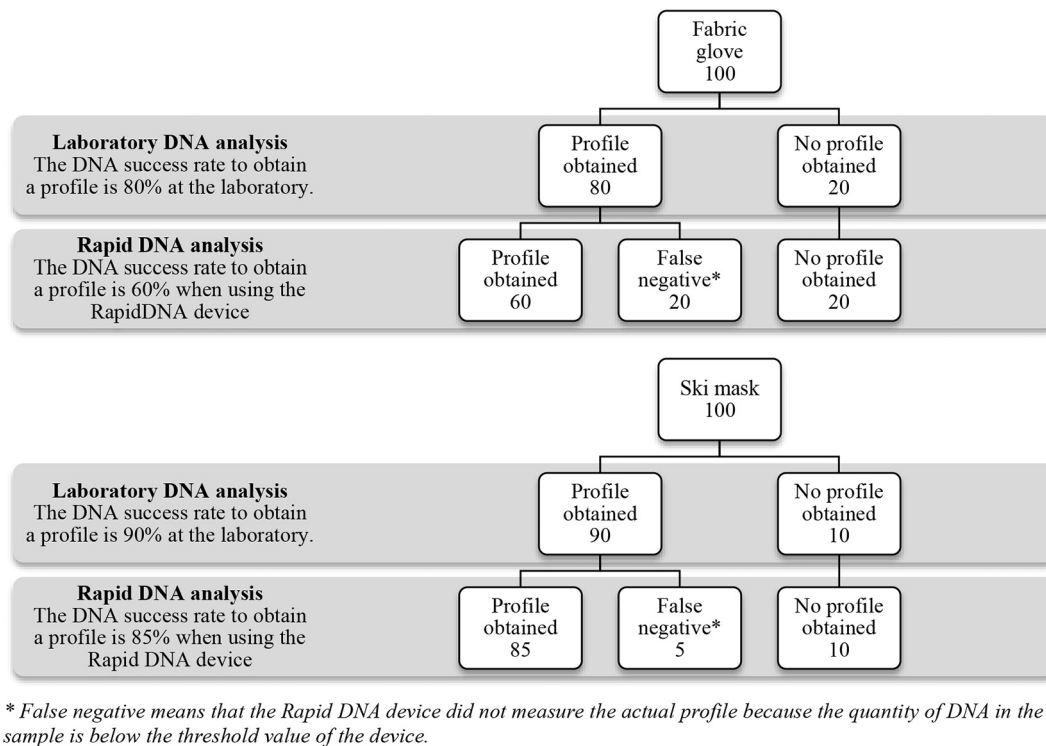 Fabric
glove
100
Laboratory DNA analysis
The DNA success rate to obtain
a profile is 80% at the laboratory.
Profile
obtained
80
No profile
obtained
20
Rapid DNA analysis
The DNA success rate to obtain
a profile is 60% when using the
RapidDNA device
Profile
obtained
60
False
negative*
20
No profile
obtained
20
Ski mask
100
Laboratory DNA analysis
The DNA success rate to obtain
a profile is 90% at the laboratory.
Profile
obtained
90
No profile
obtained
10
Rapid DNA analysis
The DNA success rate to obtain
a profile is 85% when using the
Rapid DNA device
Profile
obtained
85
False
negative*
5
No profile
obtained
10
* False negative means that the Rapid DNA device did not measure the actual profile because the quantity of DNA in the
sample is below the threshold value of the device.